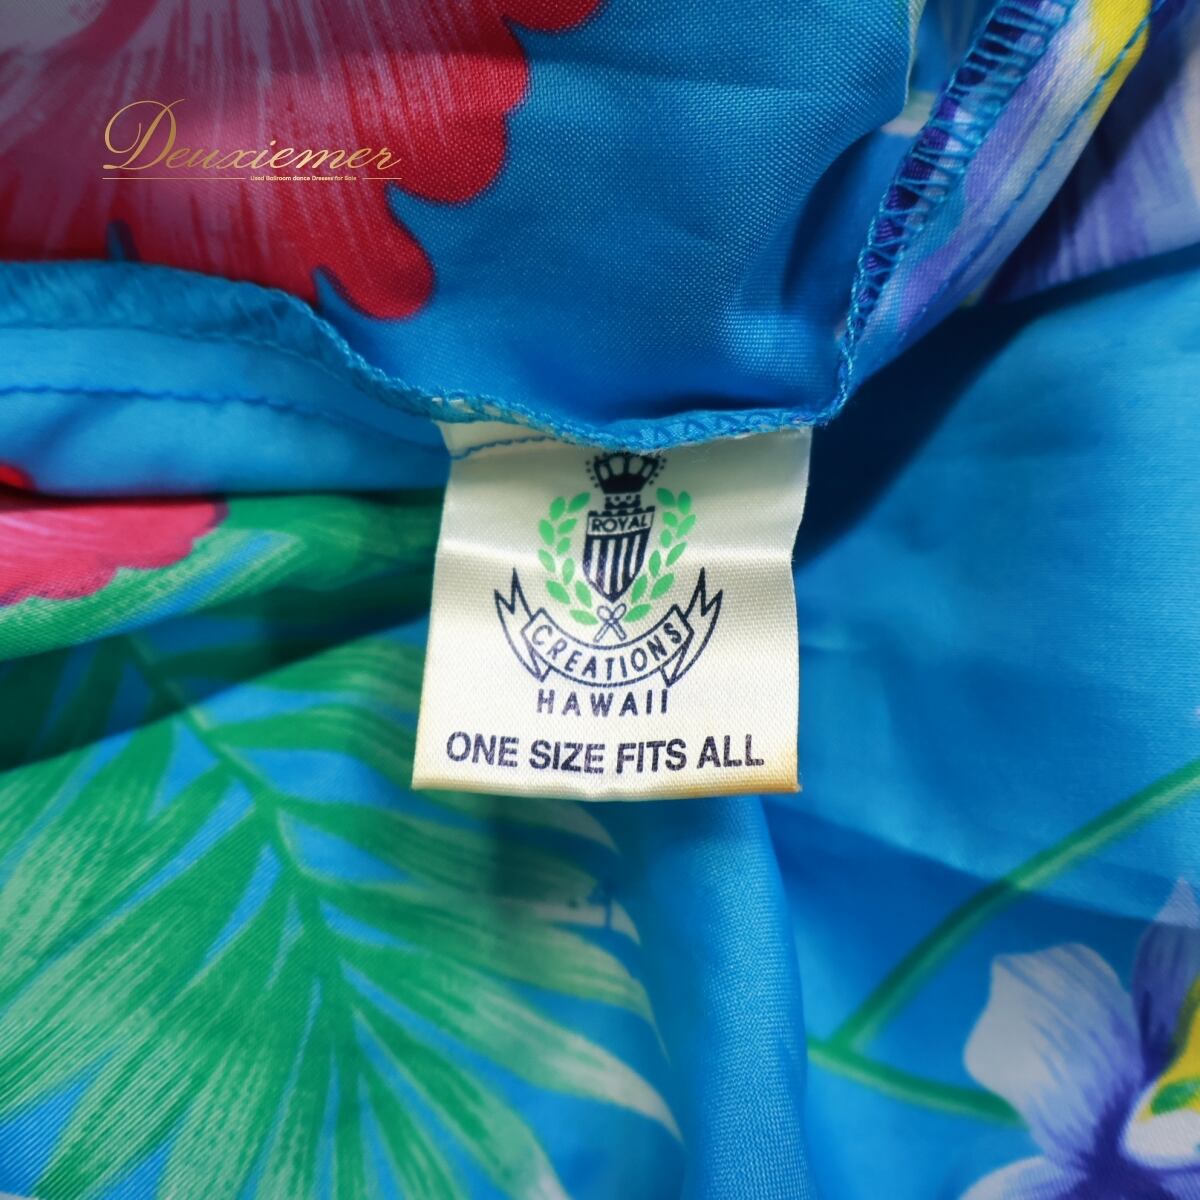 Deuxiemer
Used Ballroom dance Dresses for Sale
ROYAL
CREATIONS
HAWAII
ONE SIZE FITS ALL